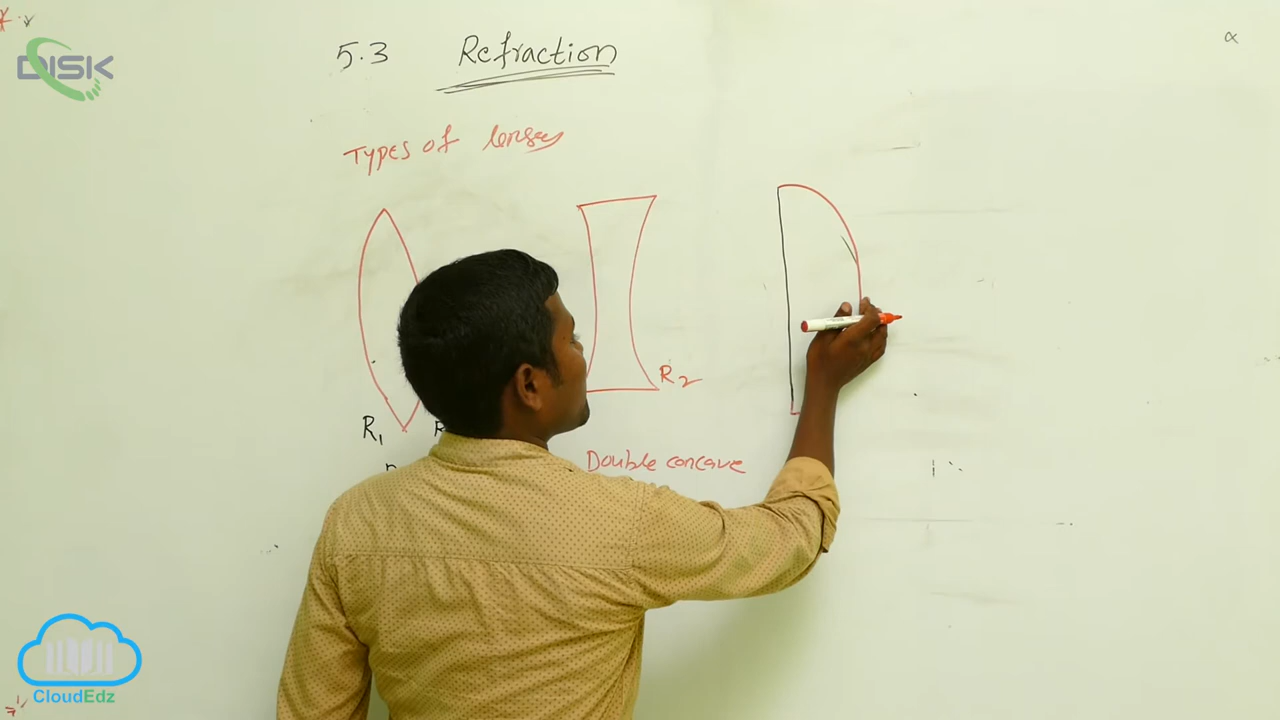 5.3 Refraction
DISK
Types of lenses
R2
R1
Double concave
CloudEdz